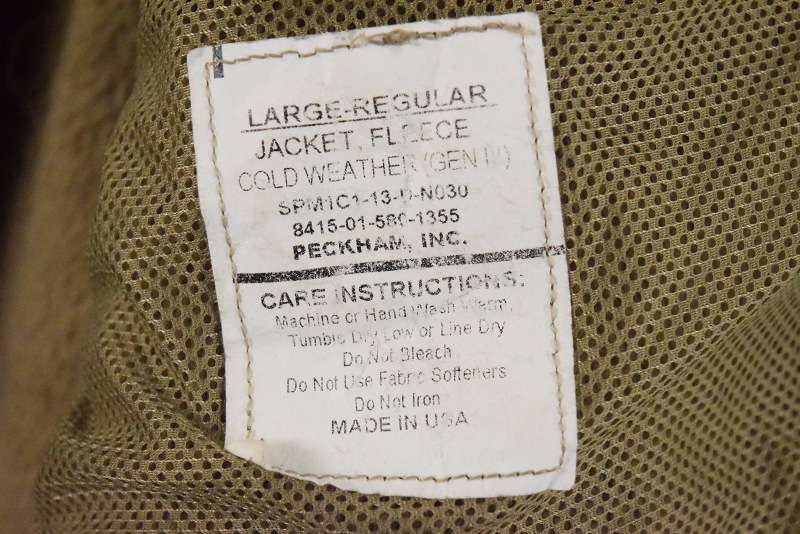 LARGE-REGULAR
JACKET, FLEECE
COLD WEATHER (GEN III)
SPM1C1-13-D-N030
8415-01-580-1355
PECKHAM, INC.
CARE INSTRUCTIONS:
Machine or Hand Wash Warm,
Tumble Dry Low or Line Dry
Do Not Bleach
Do Not Use Fabric Softeners
Do Not Iron
MADE IN USA